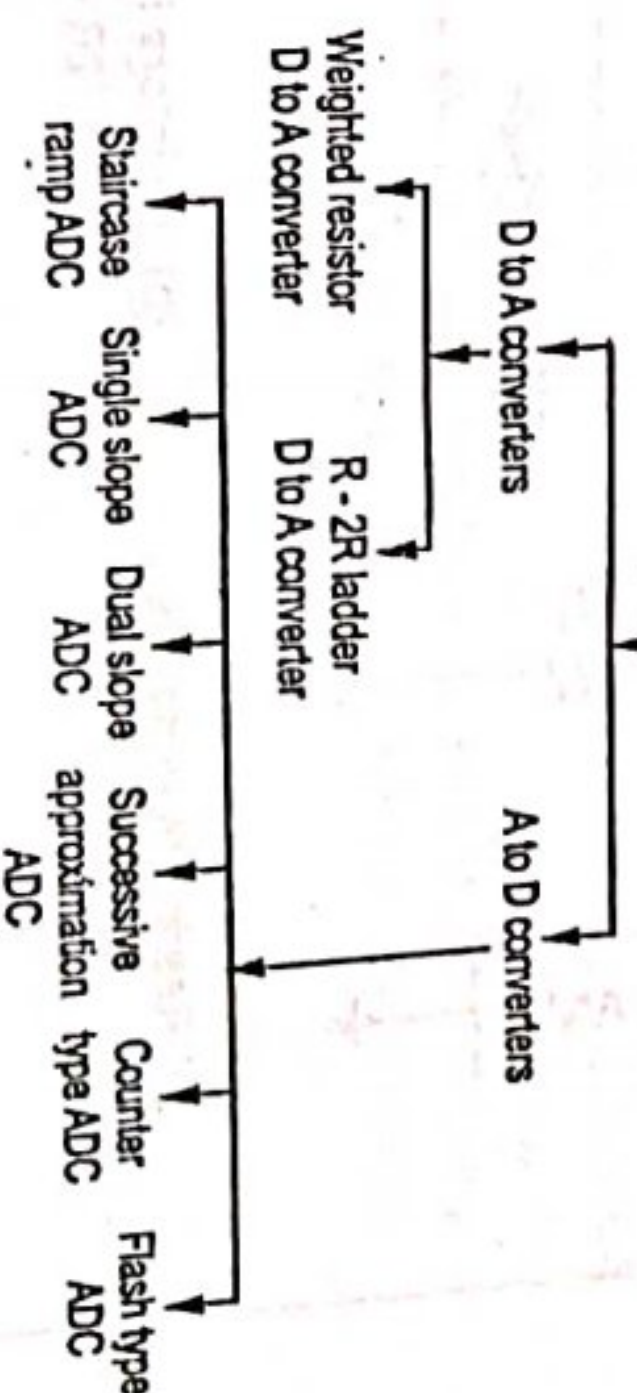 D to A converters
A to D converters
Weighted resistor
D to A converter
R - 2R ladder
D to A converter
Staircase
ramp ADC
Single slope
ADC
Dual slope
ADC
Successive
approximation
ADC
Counter
type ADC
Flash type
ADC